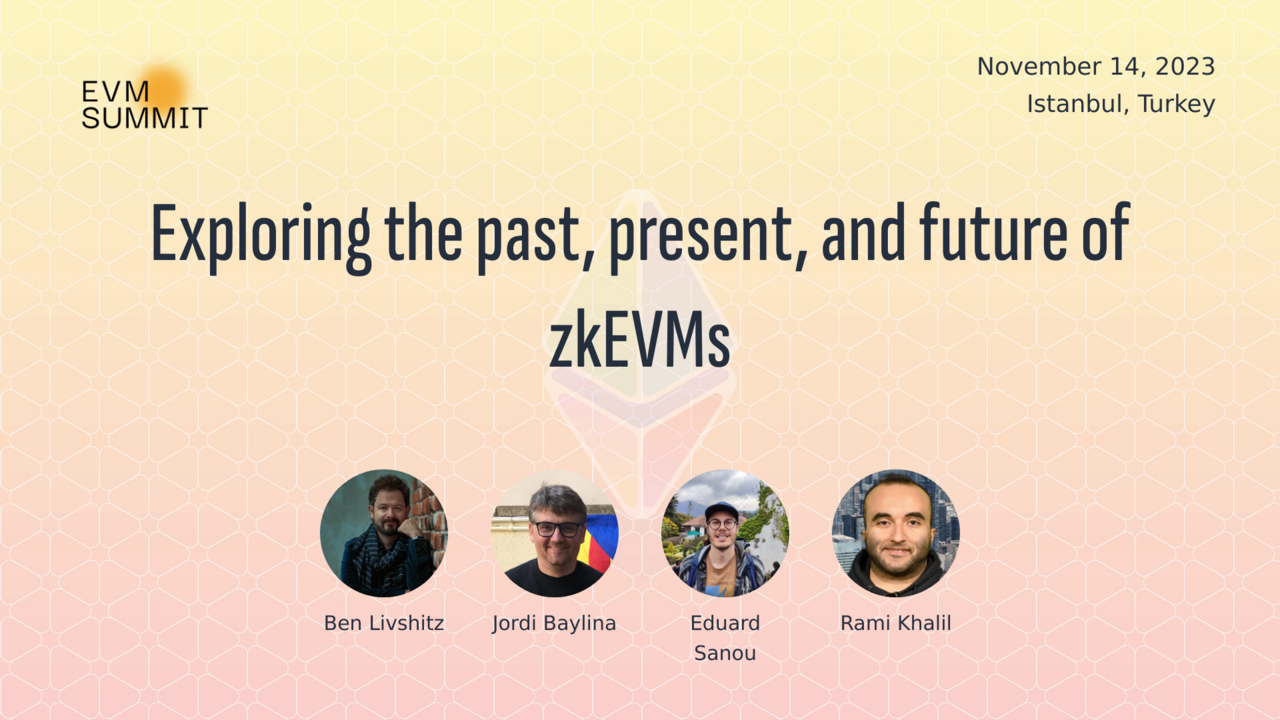 EVM
SUMMIT
November 14, 2023
Istanbul, Turkey
Exploring the past, present, and future of
zkEVMs
Ben Livshitz
Jordi Baylina
Eduard
Sanou
Rami Khalil